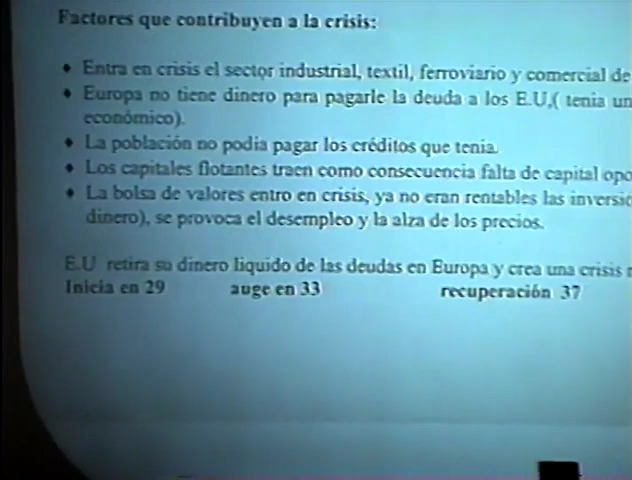 Factores que contribuyen a la crisis:
♦ Entra en crisis el sector industrial, textil, ferroviario y comercial de
♦ Europa no tiene dinero para pagarle la deuda a los E.U,( tenia un
económico).
♦ La población no podia pagar los créditos que tenia.
♦ Los capitales flotantes traen como consecuencia falta de capital opo
♦ La bolsa de valores entro en crisis, ya no eran rentables las inversio
dinero), se provoca el desempleo y la alza de los precios.
E.U retira su dinero liquido de las deudas en Europa y crea una crisis
Inicia en 29 auge en 33 recuperación 37